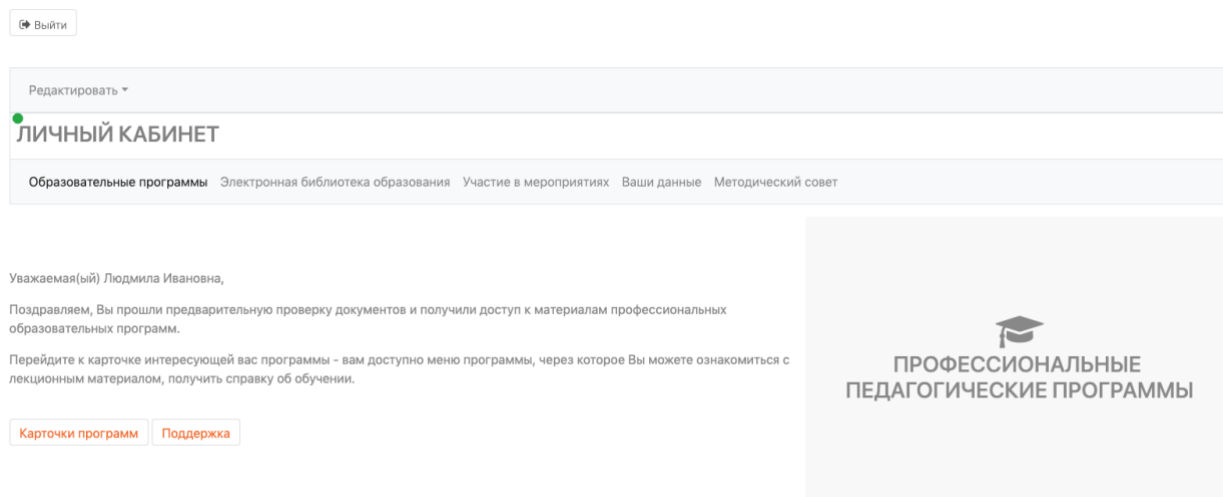 Выйти
Редактировать
ЛИЧНЫЙ КАБИНЕТ
Образовательные программы Электронная библиотека образования Участие в мероприятиях Ваши данные Методический совет
Уважаемая(ый) Людмила Ивановна,
Поздравляем, Вы прошли предварительную проверку документов и получили доступ к материалам профессиональных
образовательных программ.
Перейдите к карточке интересующей вас программы - вам доступно меню программы, через которое Вы можете ознакомиться с
лекционным материалом, получить справку об обучении.
Карточки программ Поддержка
ПРОФЕССИОНАЛЬНЫЕ
ПЕДАГОГИЧЕСКИЕ ПРОГРАММЫ